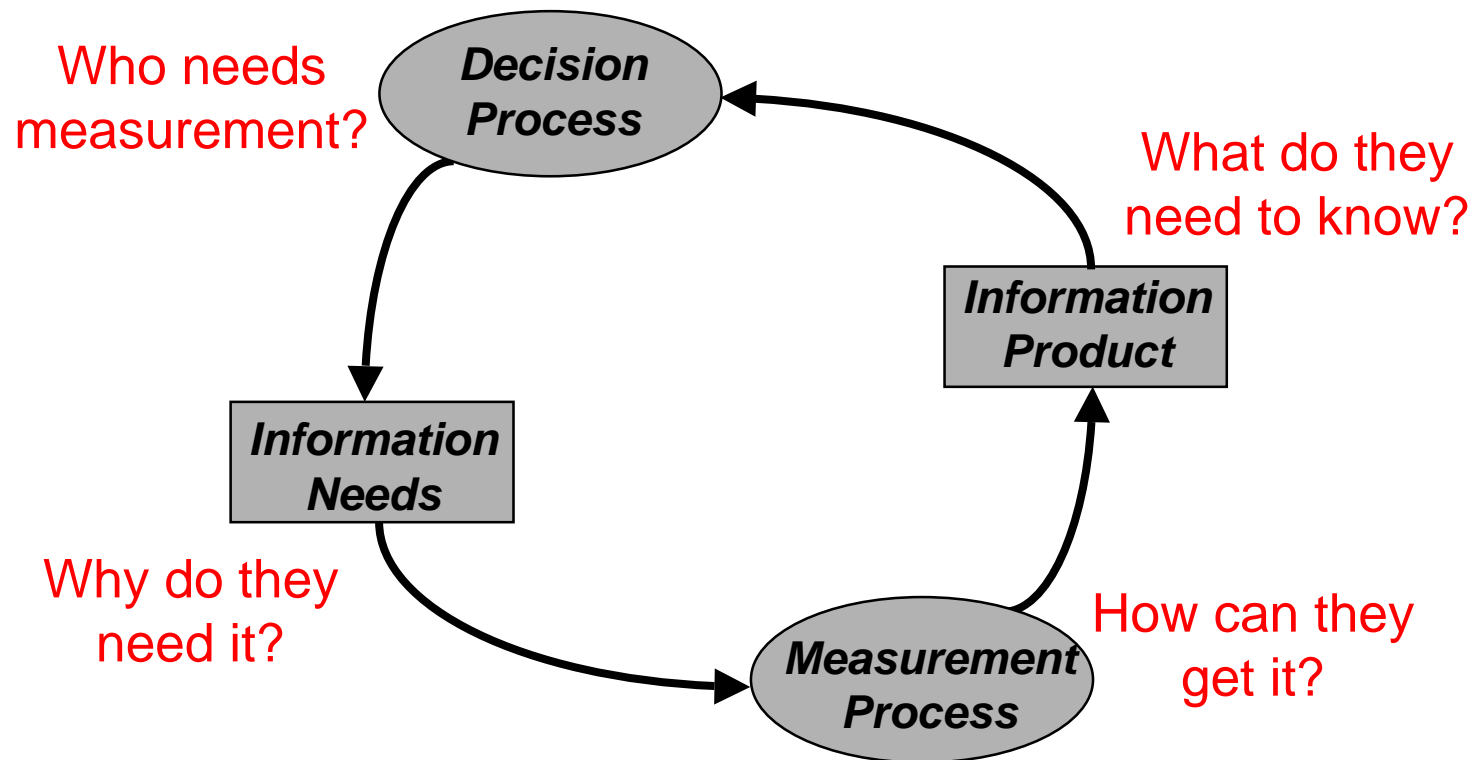 Who needs
measurement?
Decision
Process
What do they
need to know?
Information
Product
Information
Needs
Why do they
need it?
Measurement
Process
How can they
get it?